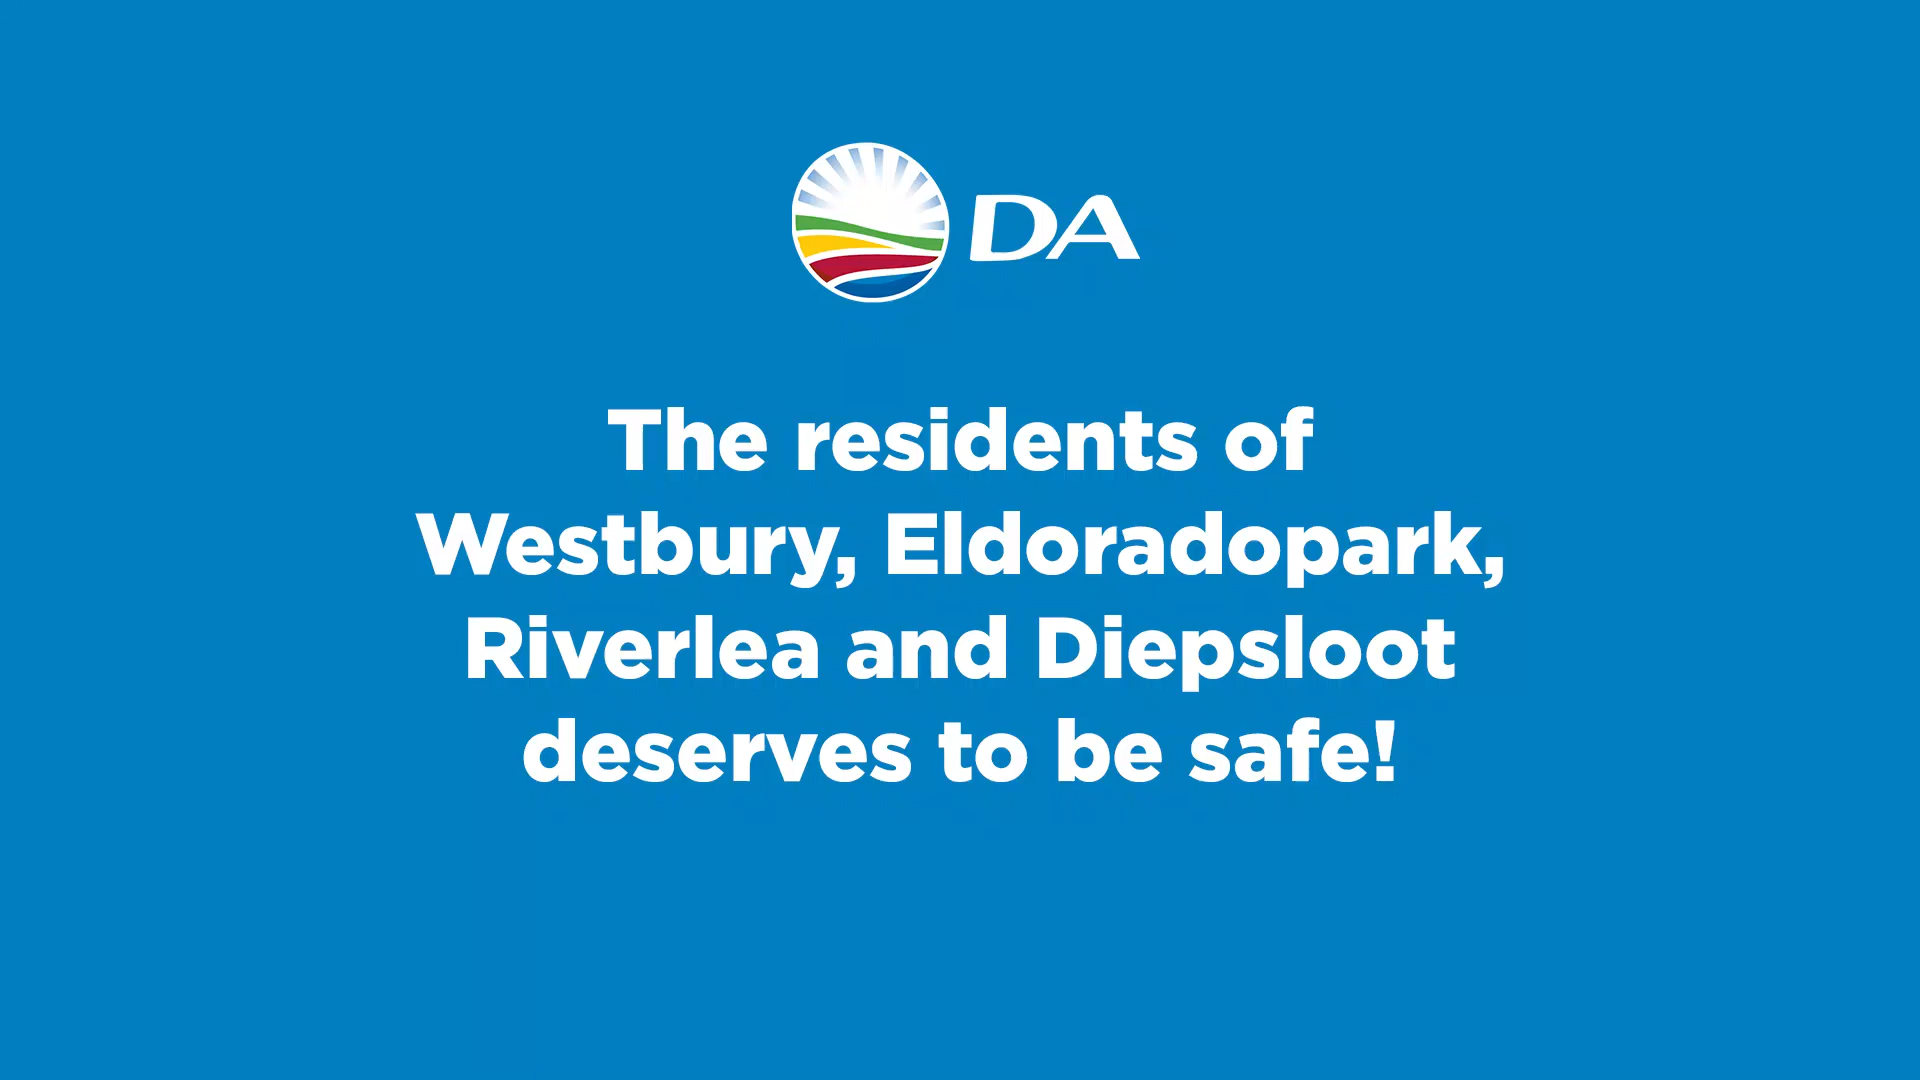 DA
The residents of
Westbury, Eldoradopark,
Riverlea and Diepsloot
deserves to be safe!